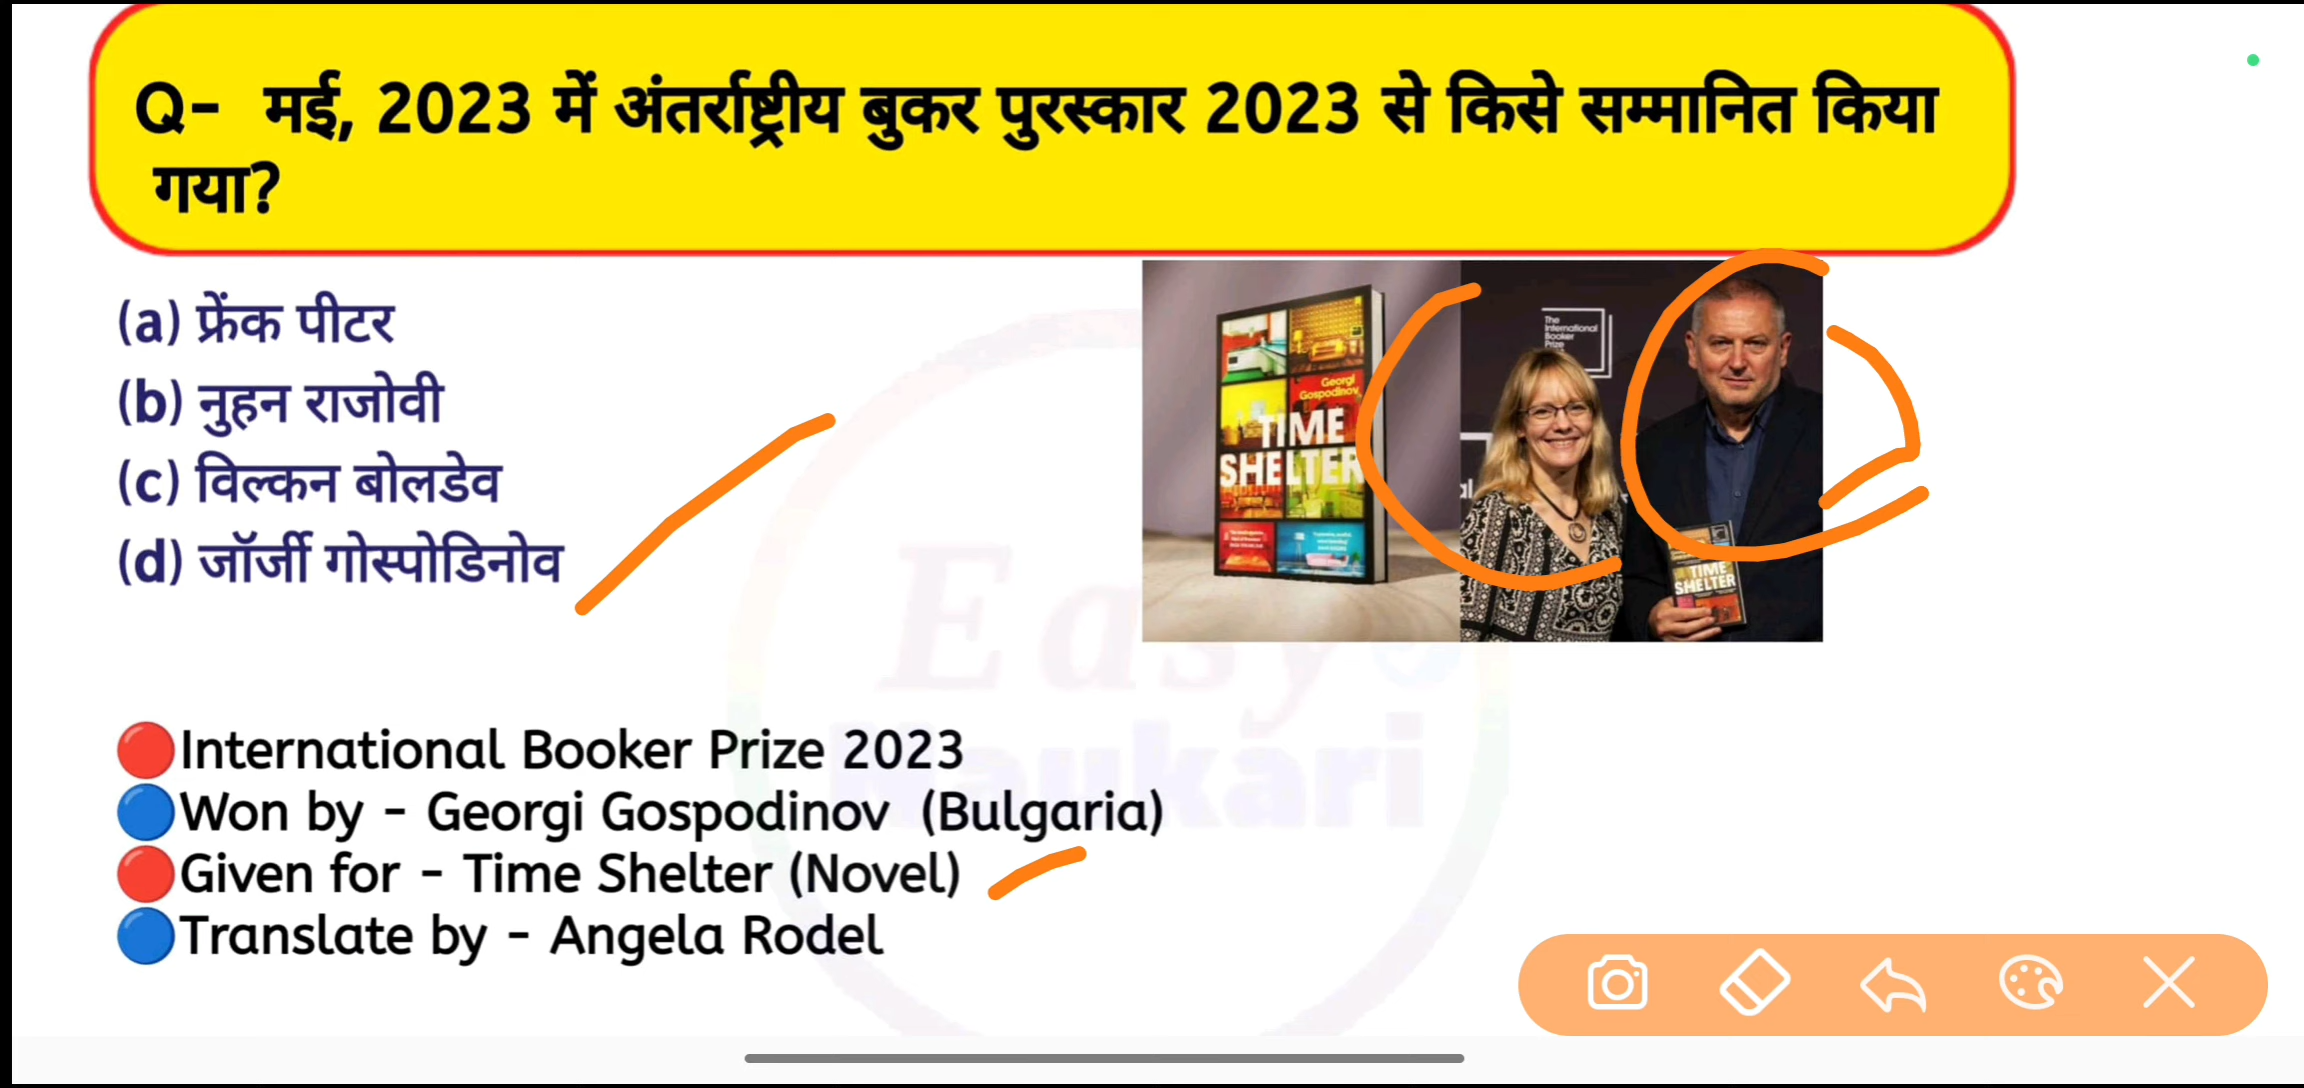 Q- मई, 2023 में अंतर्राष्ट्रीय बुकर पुरस्कार 2023 से किसे सम्मानित किया
गया?
(a) फ्रेंक पीटर
(b) नुहन राजोवी
(c) विल्कन बोलडेव
(d) जॉर्जी गोस्पोडिनोव
Georgi
Gospodinov
TIME
SHELTER
The
International
Booker
Prize
TIME
SHELTER
Easy
Naukari
🔴International Booker Prize 2023
🔵Won by - Georgi Gospodinov (Bulgaria)
🔴Given for - Time Shelter (Novel)
🔵Translate by - Angela Rodel